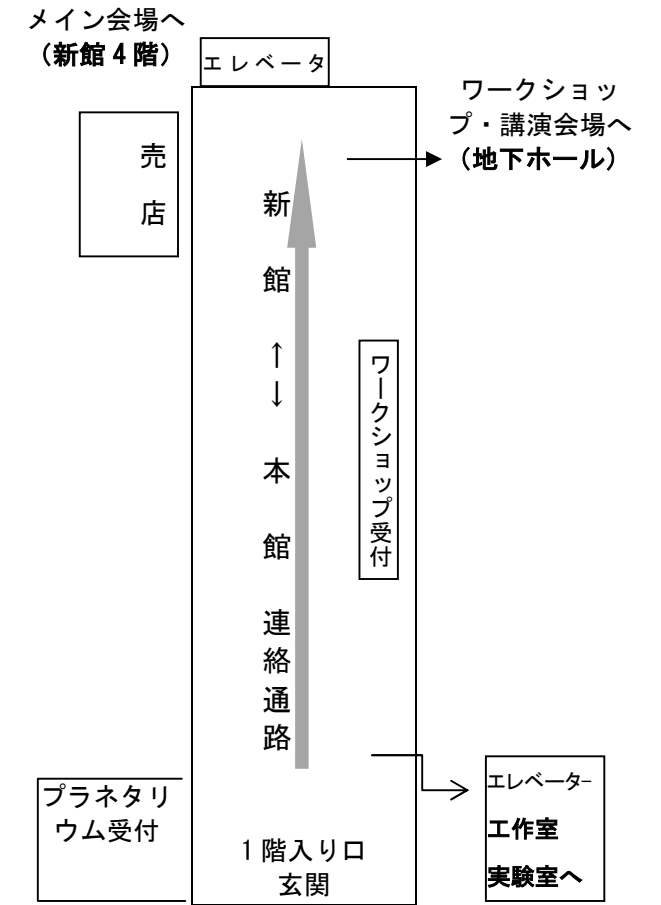 メイン会場へ
（新館４階）
エレベータ
ワークショッ
プ・講演会場へ
（地下ホール）
売店
新館 ↑↓ 本館 連絡通路
ワークショップ受付
プラネタリ
ウム受付
１階入り口
玄関
エレベーター
工作室
実験室へ